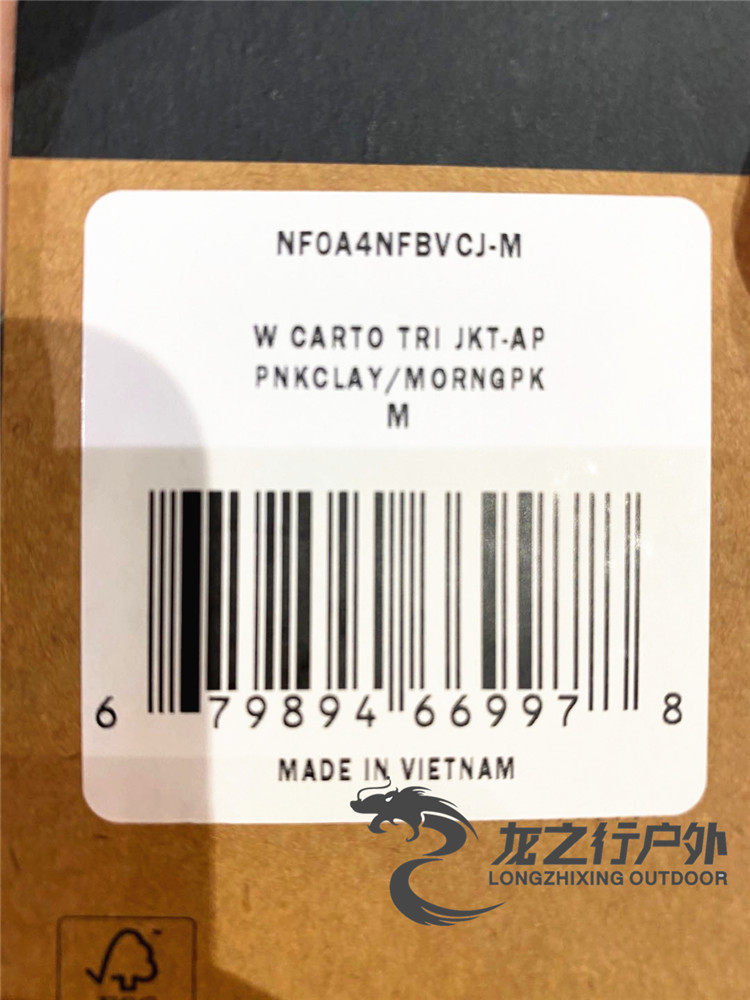 NF0A4NFBVCJ-M
W CARTO TRI JKT-AP
PNKCLAY/MORNGPK
M
6 79894 66997 8
MADE IN VIETNAM
龙之行户外
LONGZHIXING OUTDOOR